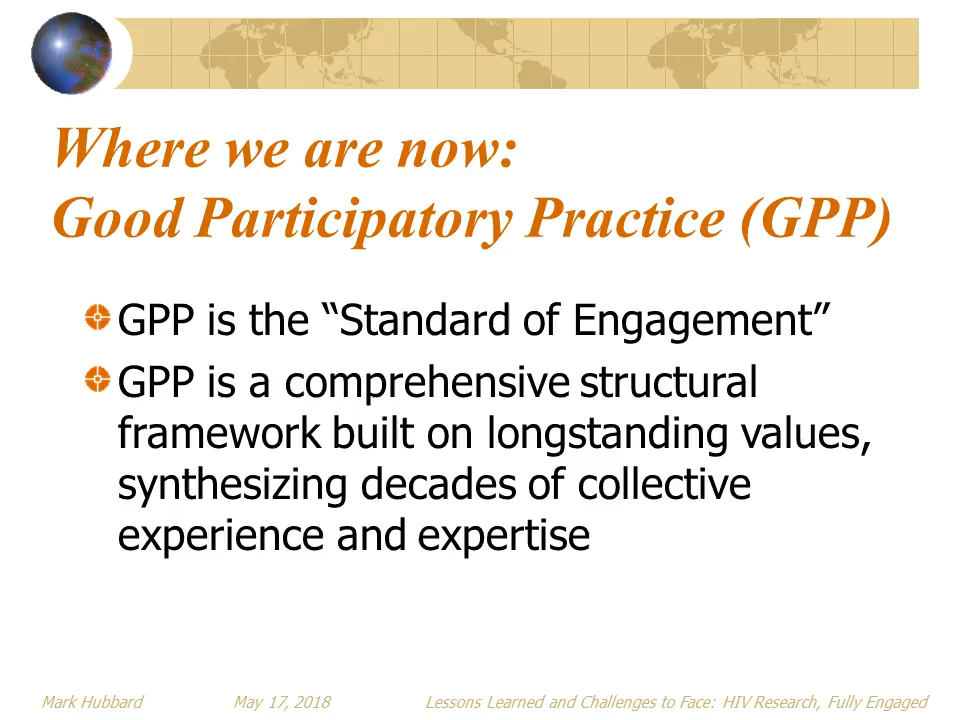 Where we are now:
Good Participatory Practice (GPP)
GPP is the “Standard of Engagement”
GPP is a comprehensive structural
framework built on longstanding values,
synthesizing decades of collective
experience and expertise
Mark Hubbard May 17, 2018 Lessons Learned and Challenges to Face: HIV Research, Fully Engaged